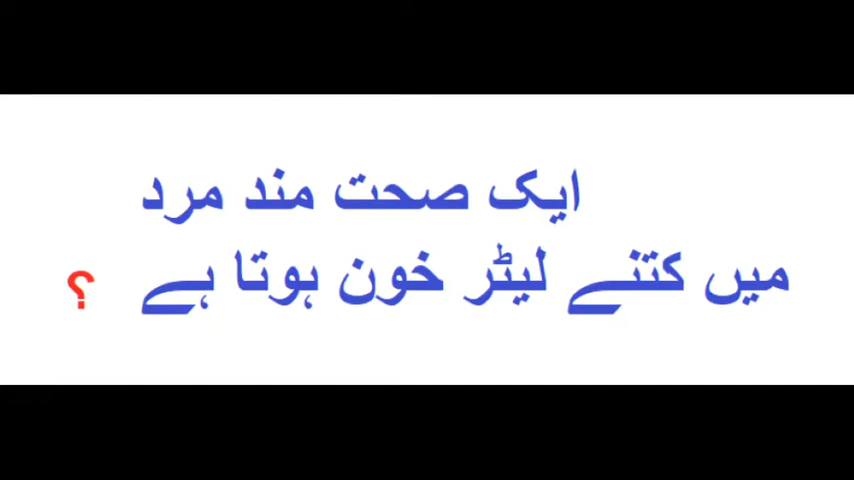 ایک صحت مند مرد
میں کتنے لیٹر خون ہوتا ہے ؟